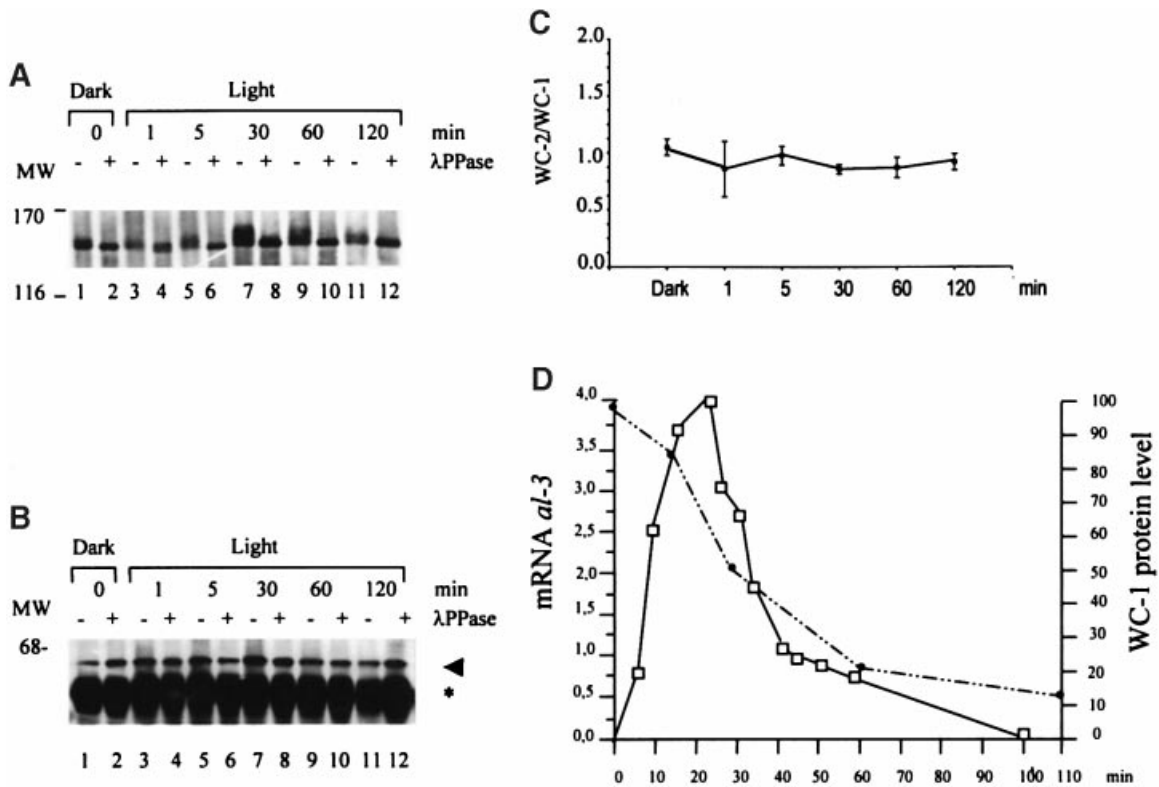 A
Dark Light
0 1 5 30 60 120 min
- + - + - + - + - + - + λPPase
MW
170
116
1 2 3 4 5 6 7 8 9 10 11 12
B
Dark Light
0 1 5 30 60 120 min
- + - + - + - + - + - + λPPase
MW
68-
*
1 2 3 4 5 6 7 8 9 10 11 12
C
WC-2/WC-1
2.0
1.5
1.0
0.5
0.0
Dark 1 5 30 60 120 min
D
mRNA al-3
4,0
3,5
3,0
2,5
2,0
1,5
1,0
0,5
0,0
100
90
80
70
60
50
40
30
20
10
0
WC-1 protein level
0 10 20 30 40 50 60 70 80 90 100 110 min